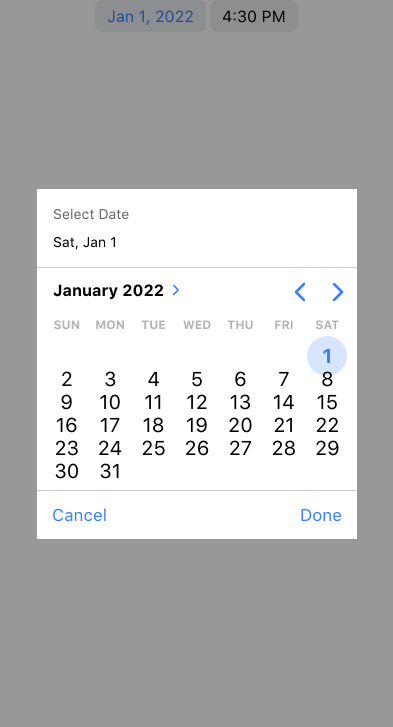 Jan 1, 2022 4:30 PM
Select Date
Sat, Jan 1
January 2022
SUN MON TUE WED THU FRI SAT
1
2 3 4 5 6 7 8
9 10 11 12 13 14 15
16 17 18 19 20 21 22
23 24 25 26 27 28 29
30 31
Cancel Done